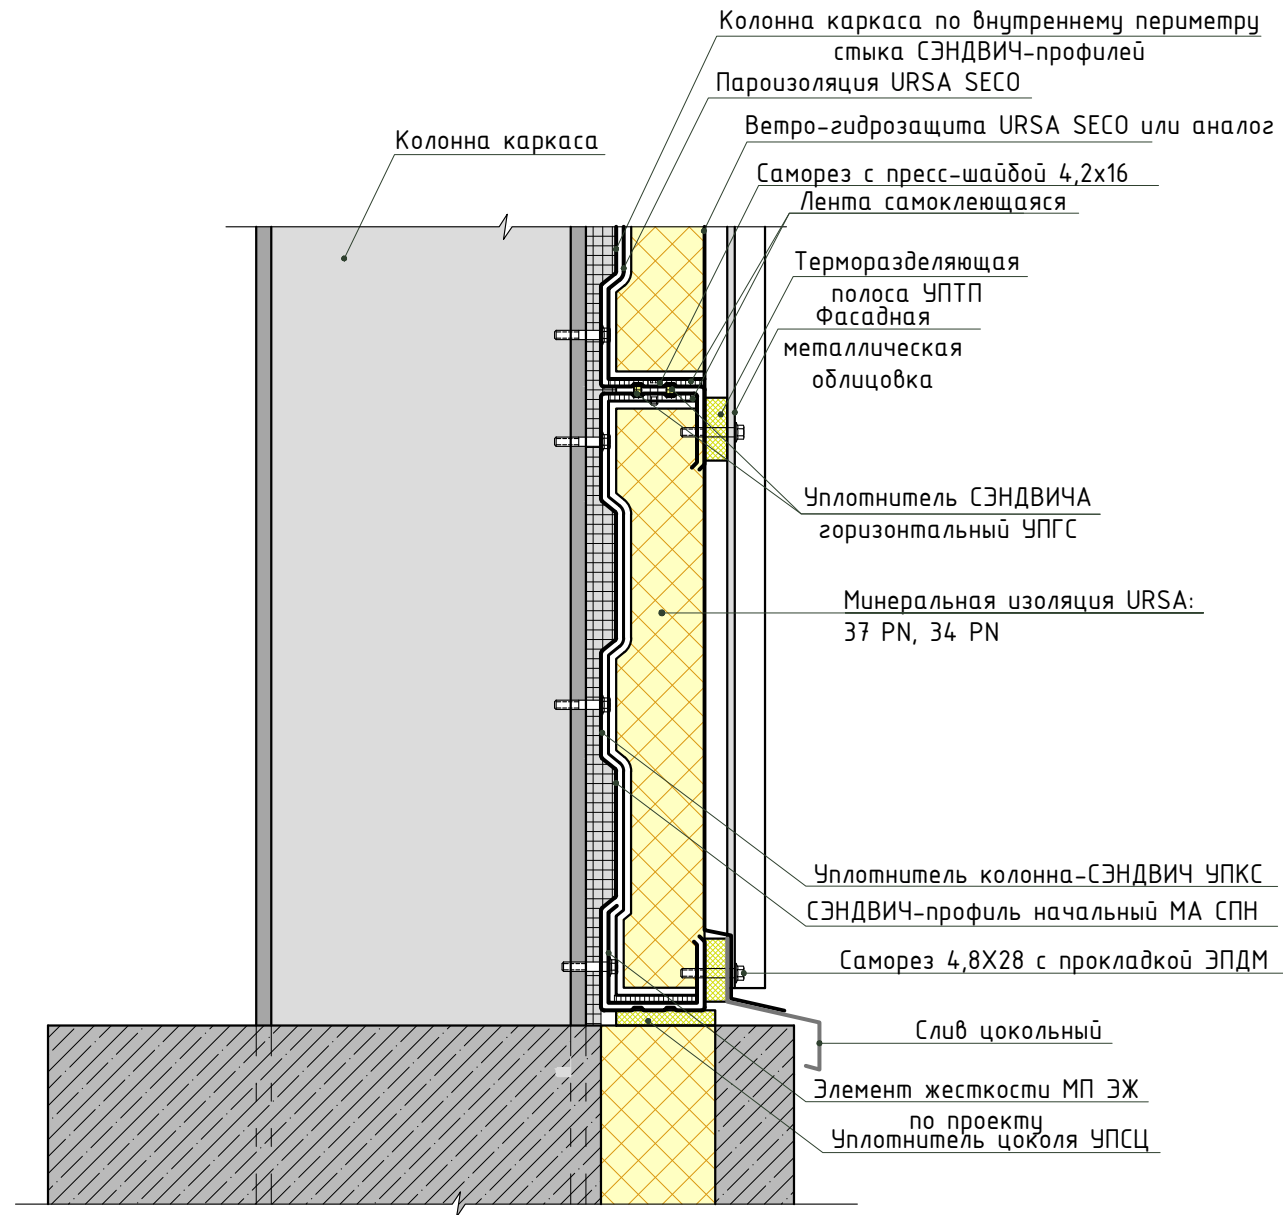 Колонна каркаса по внутреннему периметру
стыка СЭНДВИЧ-профилей
Пароизоляция URSA SECO
Ветро-гидрозащита URSA SECO или аналог
Колонна каркаса
Саморез с пресс-шайбой 4,2x16
Лента самоклеющаяся
Терморазделяющая
полоса УПТП
Фасадная
металлическая
облицовка
Уплотнитель СЭНДВИЧА
горизонтальный УПГС
Минеральная изоляция URSA:
37 PN, 34 PN
Уплотнитель колонна-СЭНДВИЧ УПКС
СЭНДВИЧ-профиль начальный МА СПН
Саморез 4,8X28 с прокладкой ЭПДМ
Слив цокольный
Элемент жесткости МП ЭЖ
по проекту
Уплотнитель цоколя УПСЦ